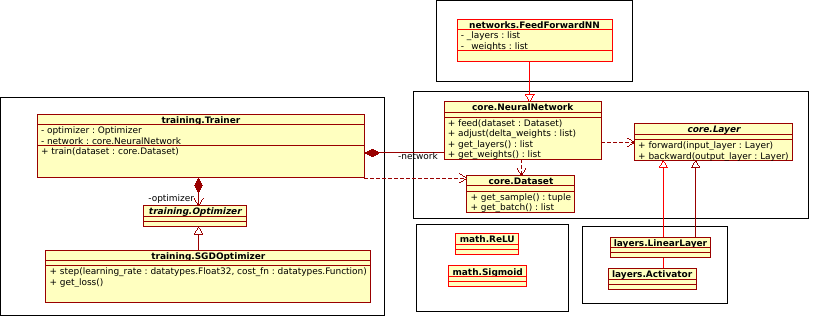 networks.FeedForwardNN
- _layers : list
- _weights : list
core.NeuralNetwork
+ feed(dataset : Dataset)
+ adjust(delta_weights : list)
+ get_layers() : list
+ get_weights() : list
training.Trainer
- optimizer : Optimizer
- network : core.NeuralNetwork
+ train(dataset : core.Dataset)
core.Layer
+ forward(input_layer : Layer)
+ backward(output_layer : Layer)
-network
core.Dataset
+ get_sample() : tuple
+ get_batch() : list
-optimizer
training.Optimizer
training.SGDOptimizer
+ step(learning_rate : datatypes.Float32, cost_fn : datatypes.Function)
+ get_loss()
math.ReLU
math.Sigmoid
layers.LinearLayer
layers.Activator